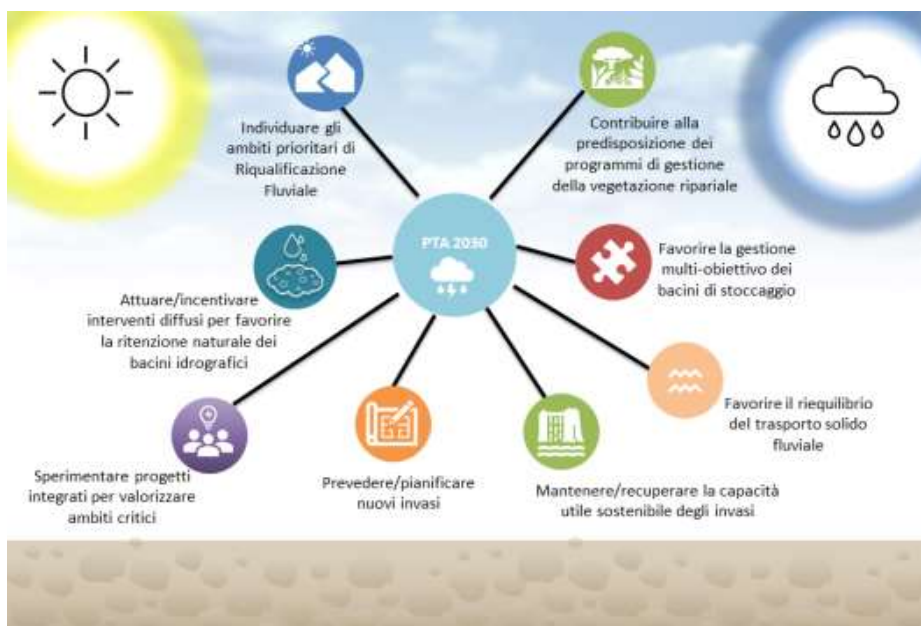 Individuare gli
ambiti prioritari di
Riqualificazione
Fluviale
Contribuire alla
predisposizione dei
programmi di gestione
della vegetazione ripariale
PTA 2030
Favorire la gestione
multi-obiettivo dei
bacini di stoccaggio
Attuare/incentivare
interventi diffusi per favorire
la ritenzione naturale dei
bacini idrografici
Favorire il riequilibrio
del trasporto solido
fluviale
Sperimentare progetti
integrati per valorizzare
ambiti critici
Prevedere/pianificare
nuovi invasi
Mantenere/recuperare la capacità
utile sostenibile degli invasi